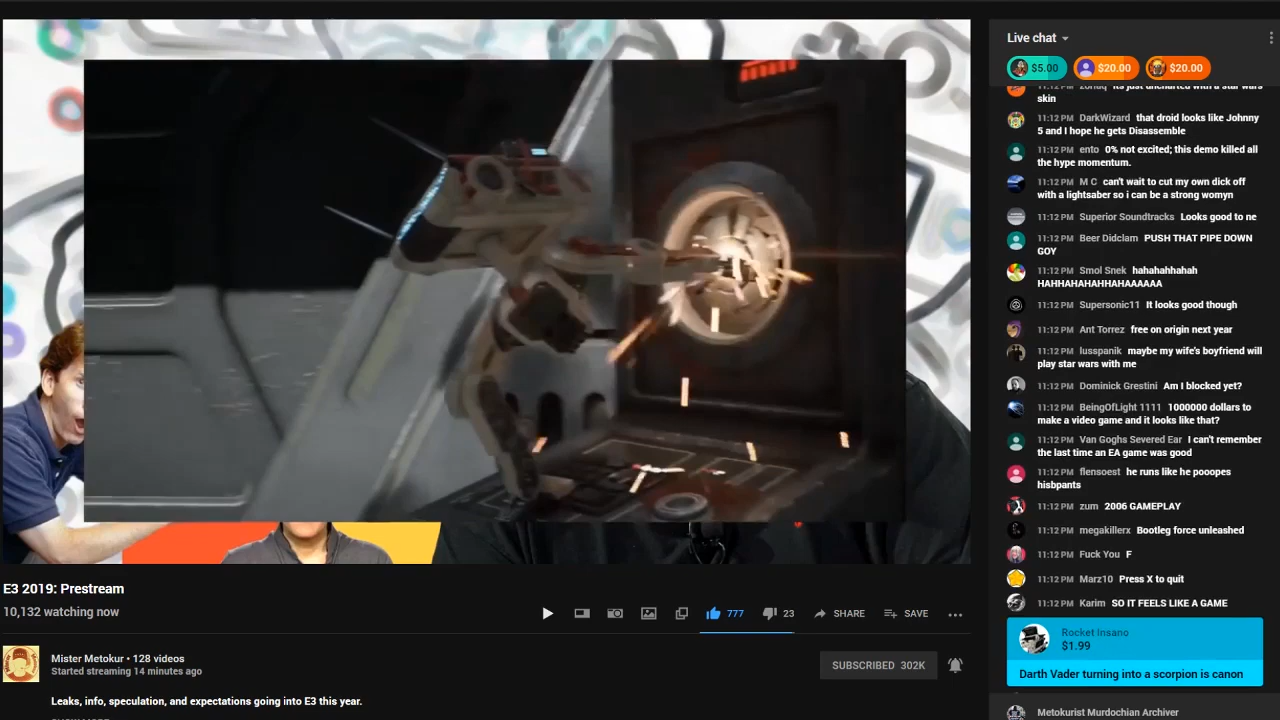 Live chat
$5.00
$20.00
$20.00
its just uncharted with a star wars
skin
11:12 PM DarkWizard that droid looks like Johnny
5 and I hope he gets Disassemble
11:12 PM ento 0% not excited; this demo killed all
the hype momentum.
11:12 PM M C can't wait to cut my own dick off
with a lightsaber so i can be a strong womyn
11:12 PM Superior Soundtracks Looks good to ne
11:12 PM Beer Didclam PUSH THAT PIPE DOWN
GOY
11:12 PM Smol Snek hahahahhahah
HAHHAHAHAHHAHAAAAAA
11:12 PM Supersonic11 It looks good though
11:12 PM Ant Torrez free on origin next year
11:12 PM lusspanik maybe my wife's boyfriend will
play star wars with me
11:12 PM Dominick Grestini Am I blocked yet?
11:12 PM BeingOfLight 1111 1000000 dollars to
make a video game and it looks like that?
11:12 PM Van Goghs Severed Ear I can't remember
the last time an EA game was good
11:12 PM flensoest he runs like he pooopes
hisbpants
11:12 PM zum 2006 GAMEPLAY
11:12 PM megakillerx Bootleg force unleashed
11:12 PM Fuck You F
11:12 PM Marz10 Press X to quit
11:12 PM Karim SO IT FEELS LIKE A GAME
Rocket Insano
$1.99
Darth Vader turning into a scorpion is canon
Metokurist Murdochian Archiver
E3 2019: Prestream
10,132 watching now
777
23
SHARE
SAVE
Mister Metokur • 128 videos
Started streaming 14 minutes ago
SUBSCRIBED 302K
Leaks, info, speculation, and expectations going into E3 this year.